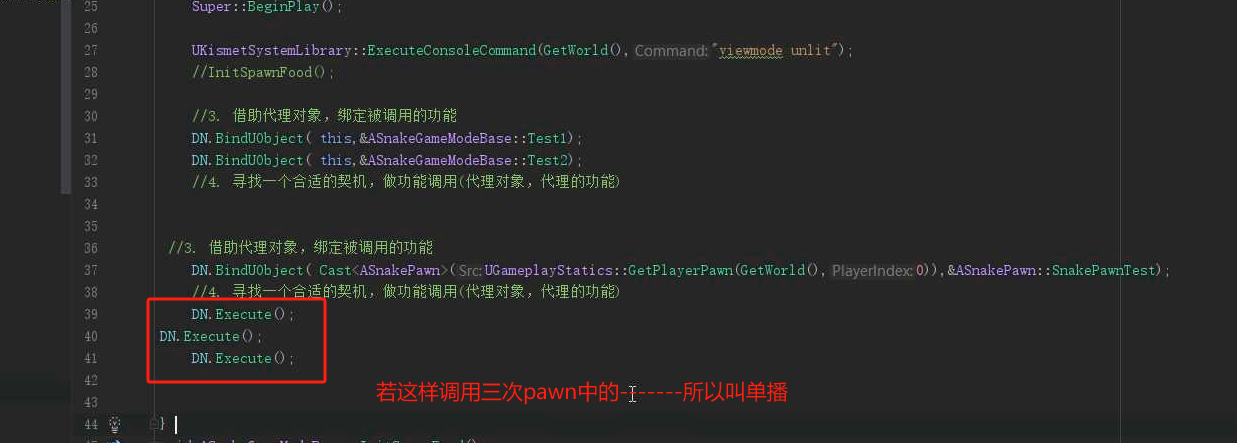 25 Super::BeginPlay();
26
27 UKismetSystemLibrary::ExecuteConsoleCommand(GetWorld(), Command: "viewmode unlit");
28 //InitSpawnFood();
29
30 //3. 借助代理对象，绑定被调用的功能
31 DN.BindUObject( this,&ASnakeGameModeBase::Test1);
32 DN.BindUObject( this,&ASnakeGameModeBase::Test2);
33 //4. 寻找一个合适的契机，做功能调用(代理对象，代理的功能)
34
35
36 //3. 借助代理对象，绑定被调用的功能
37 DN.BindUObject( Cast<ASnakePawn>( Src: UGameplayStatics::GetPlayerPawn(GetWorld(), PlayerIndex: 0)),&ASnakePawn::SnakePawnTest);
38 //4. 寻找一个合适的契机，做功能调用(代理对象，代理的功能)
39 DN.Execute();
40 DN.Execute();
41 DN.Execute();
42
若这样调用三次pawn中的-------所以叫单播
43
44 }